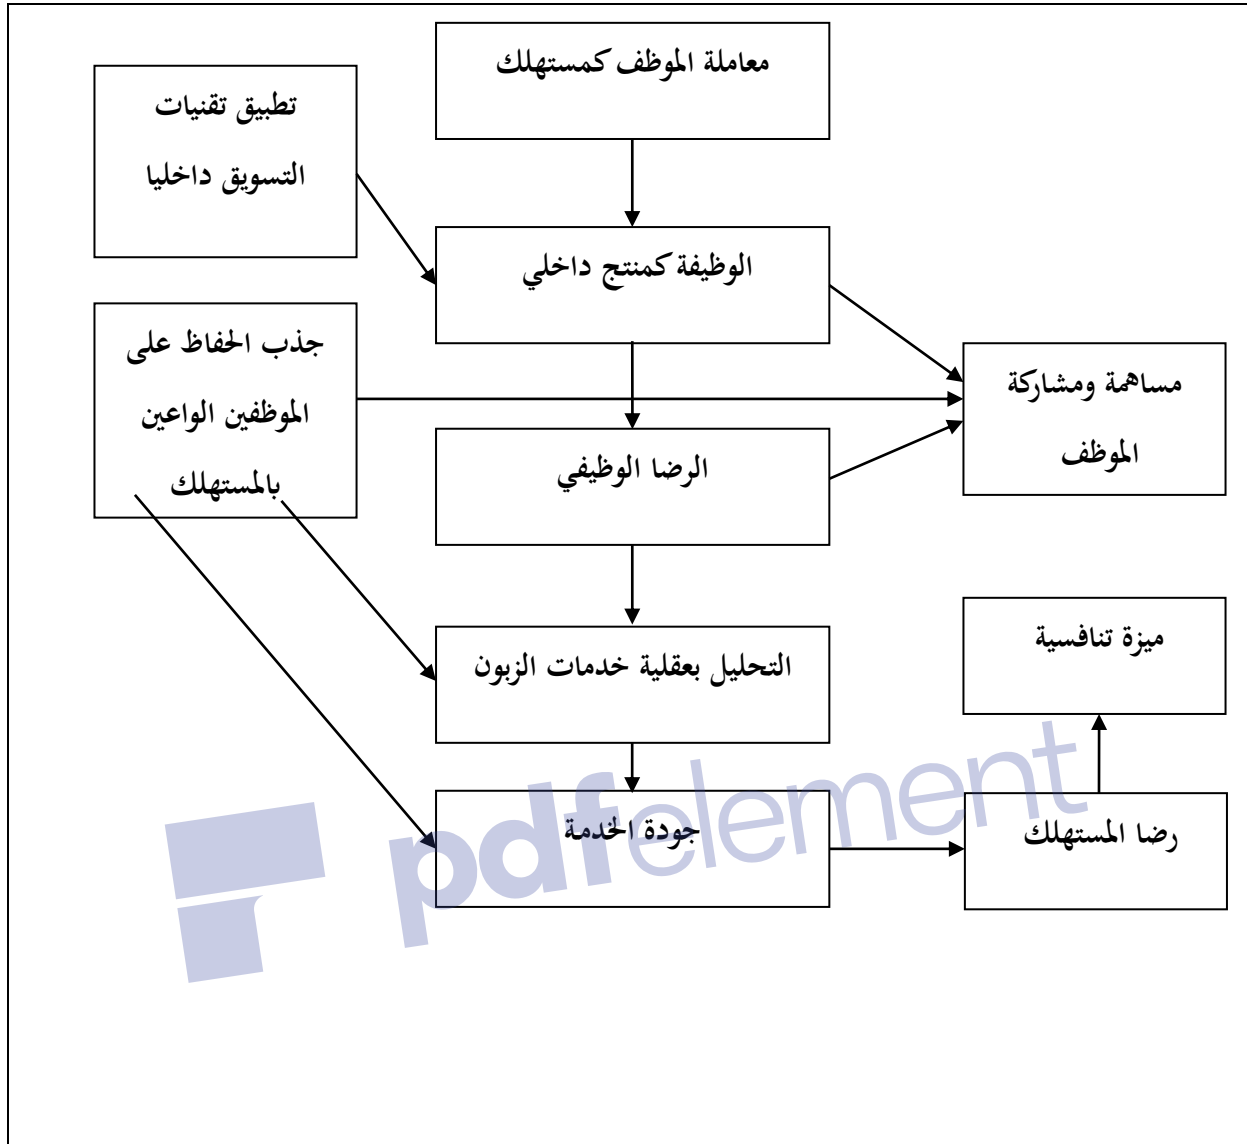 معاملة الموظف كمستهلك
تطبيق تقنيات
التسويق داخليا
الوظيفة كمنتج داخلي
جذب الحفاظ على
الموظفين الواعين
بالمستهلك
مساهمة ومشاركة
الموظف
الرضا الوظيفي
ميزة تنافسية
التحليل بعقلية خدمات الزبون
جودة الخدمة
رضا المستهلك
pdfelement